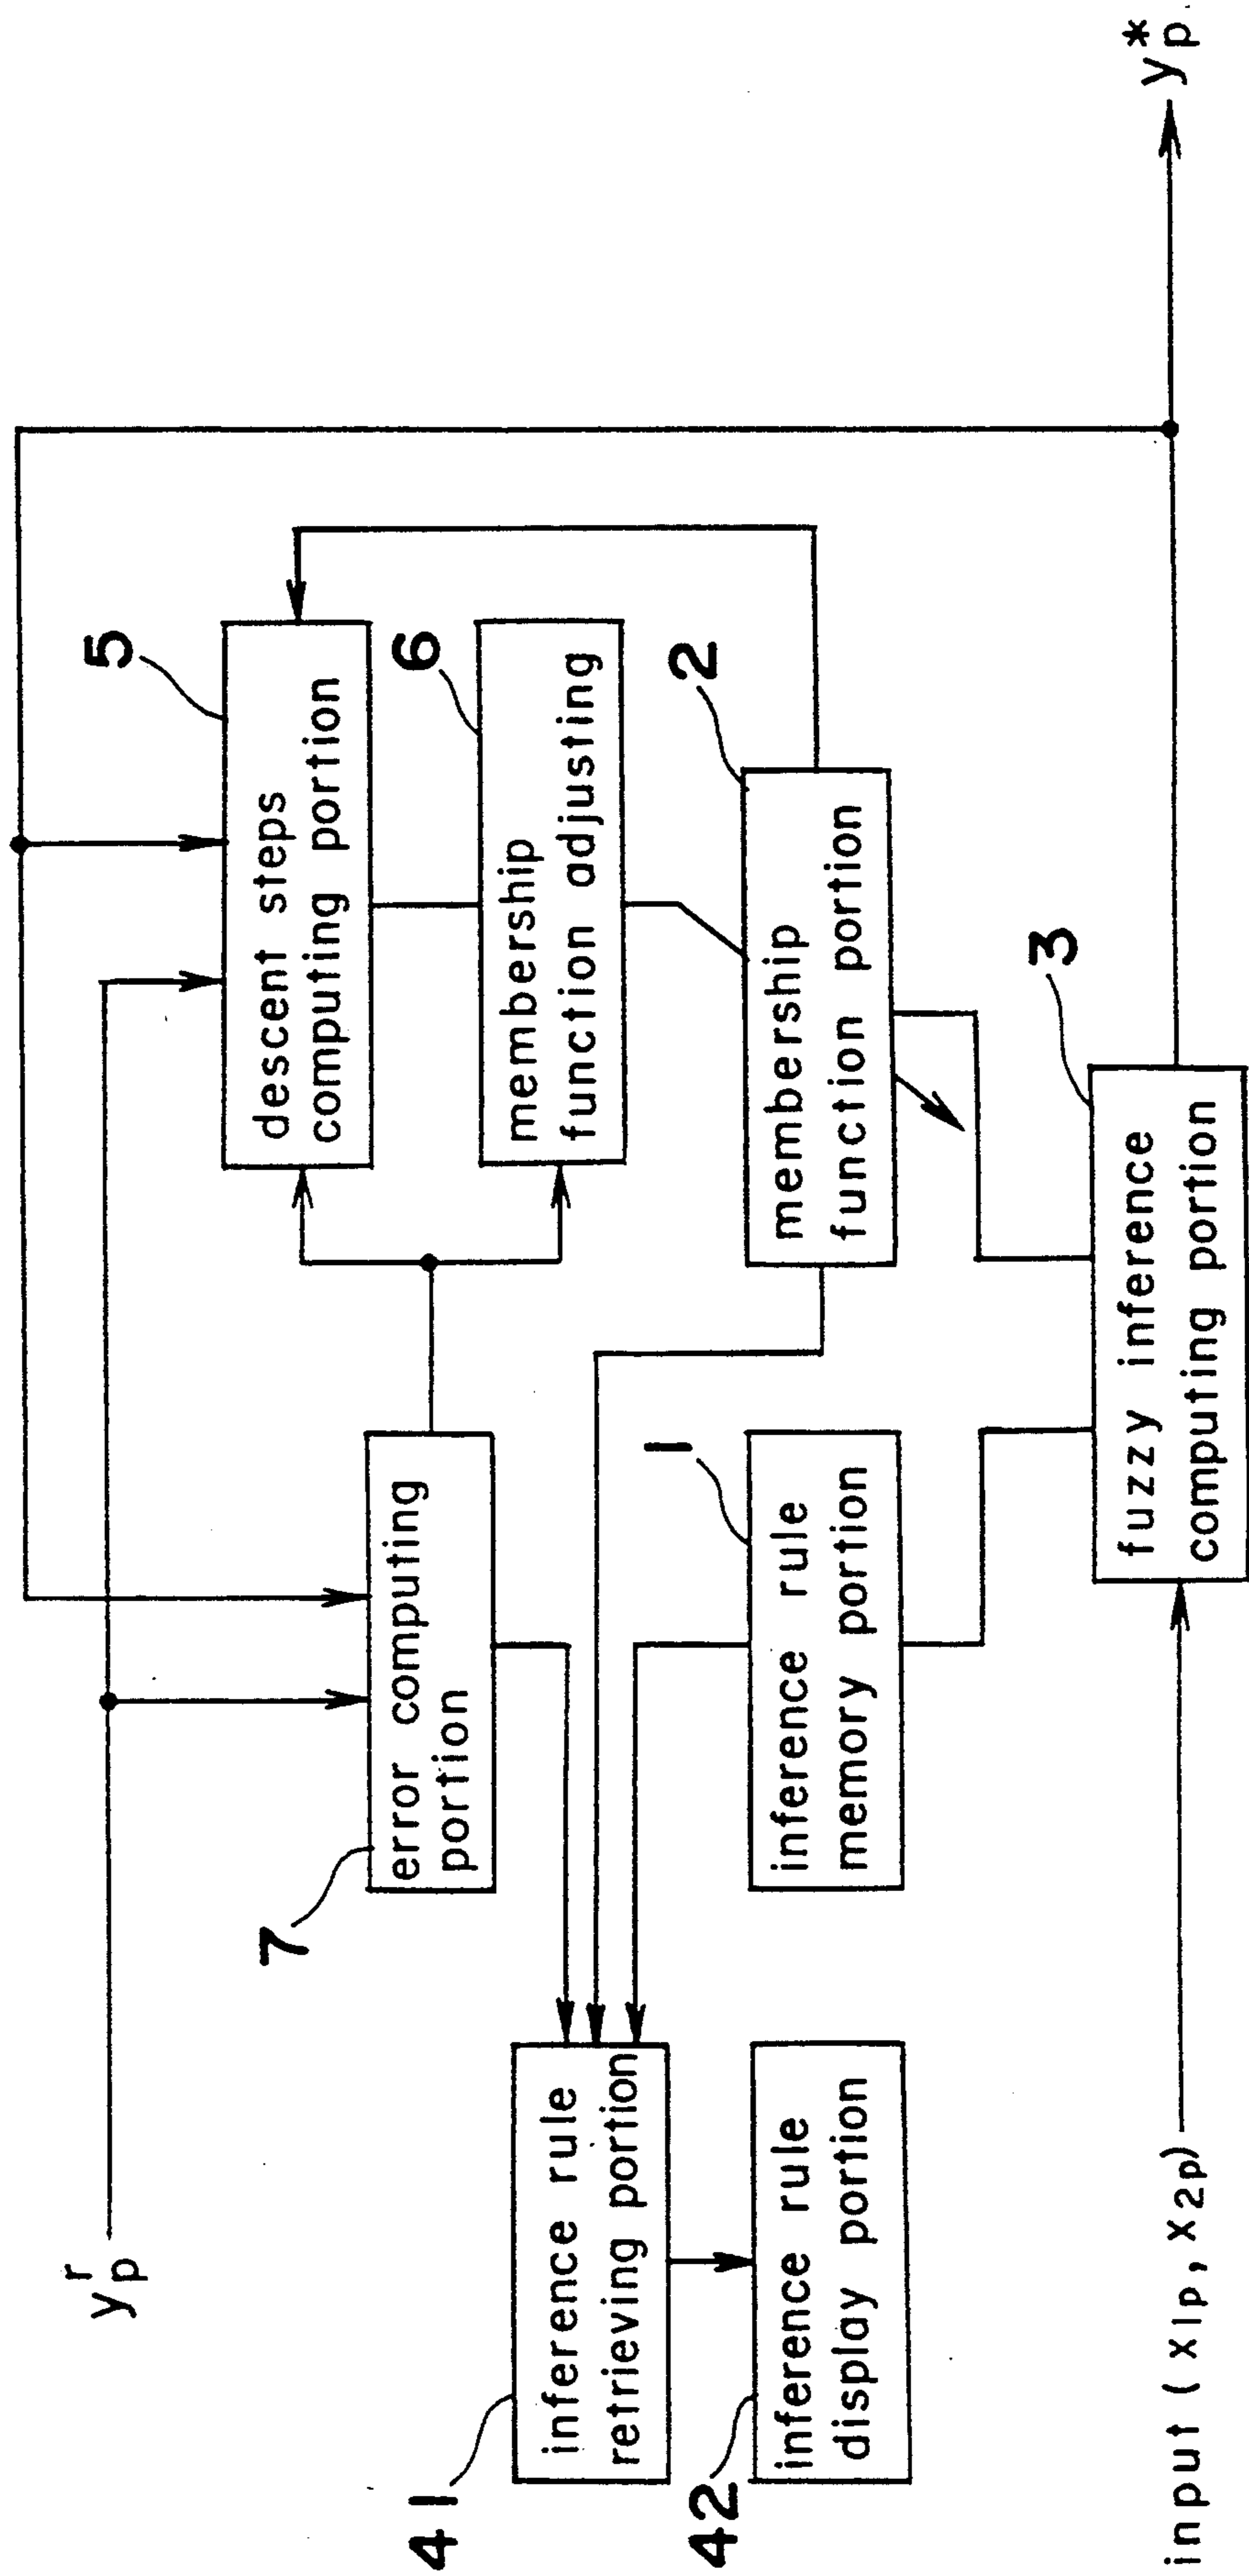 y_p^r
7
error computing
portion
5
descent steps
computing portion
6
membership
function adjusting
41
inference rule
retrieving portion
42
inference rule
display portion
1
inference rule
memory portion
2
membership
function portion
3
fuzzy inference
computing portion
input (x1p, x2p)
y_p^*